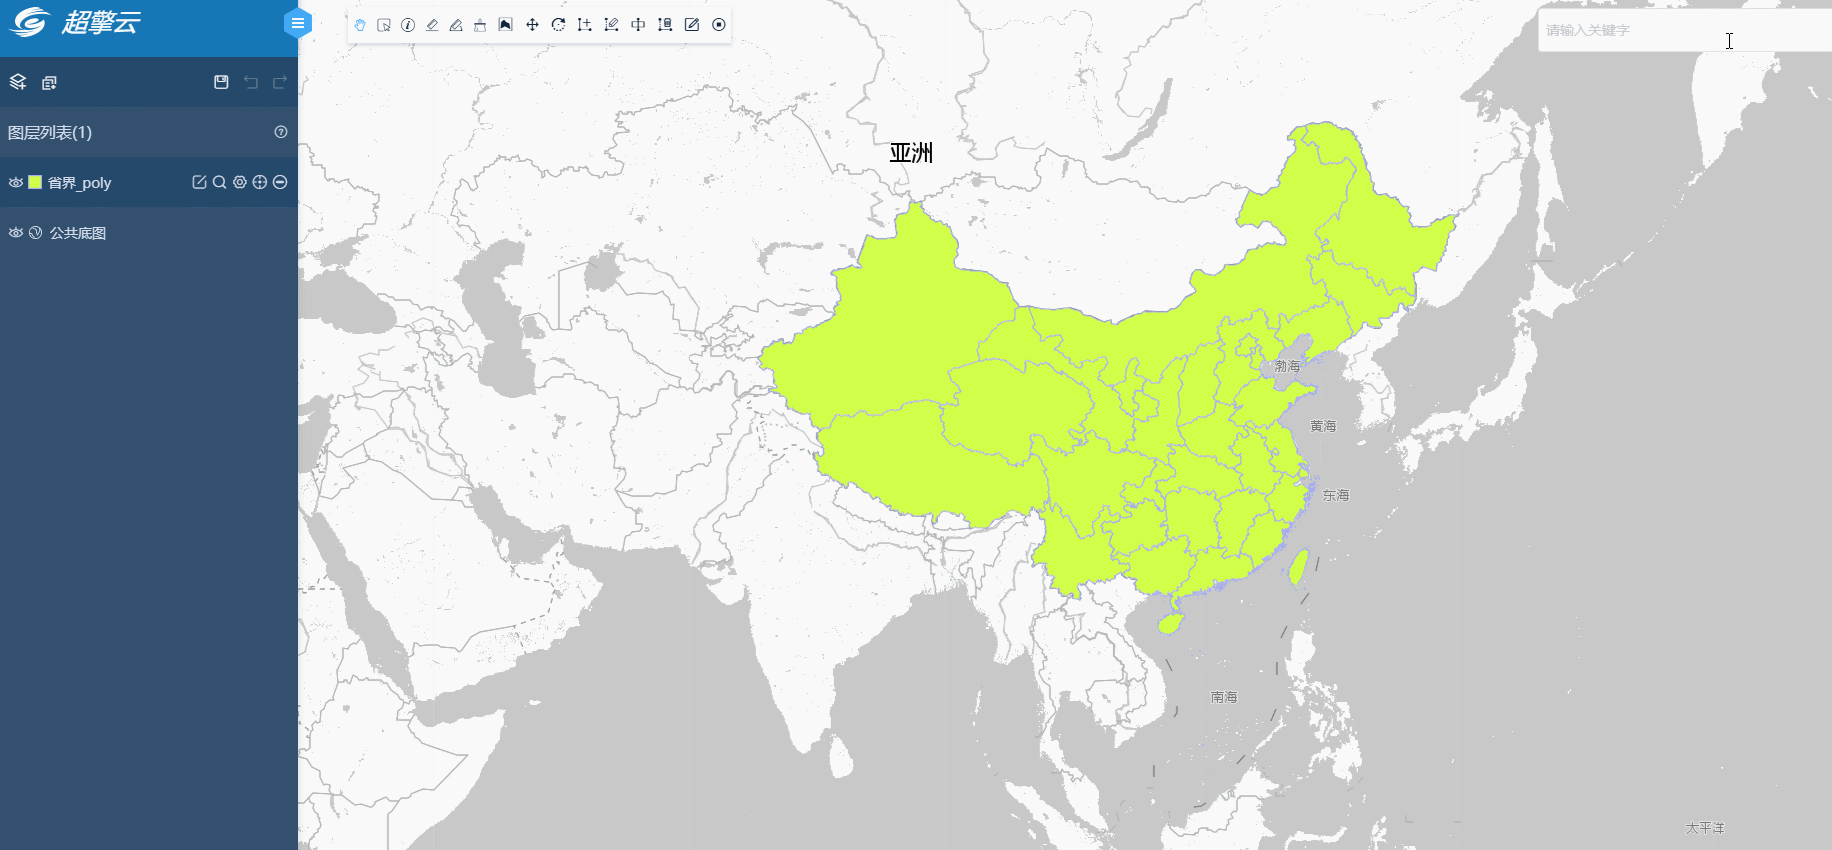 超擎云
请输入关键字
图层列表(1)
省界_poly
公共底图
亚洲
渤海
黄海
东海
南海
太平洋